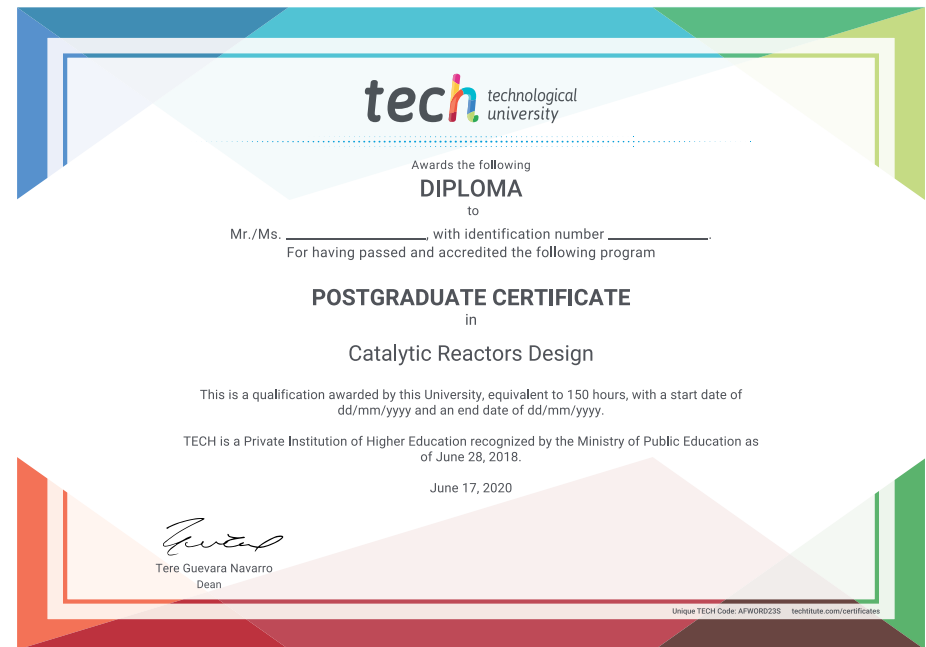 tech technological
university
Awards the following
DIPLOMA
to
Mr./Ms. ____________________, with identification number ______________.
For having passed and accredited the following program
POSTGRADUATE CERTIFICATE
in
Catalytic Reactors Design
This is a qualification awarded by this University, equivalent to 150 hours, with a start date of
dd/mm/yyyy and an end date of dd/mm/yyyy.
TECH is a Private Institution of Higher Education recognized by the Ministry of Public Education as
of June 28, 2018.
June 17, 2020
Tere Guevara Navarro
Dean
Unique TECH Code: AFWORD23S techtitute.com/certificates